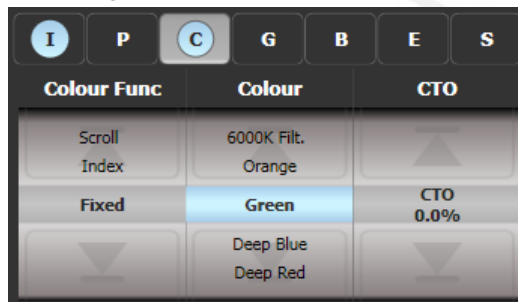 I P C G B E S
Colour Func Colour CTO
Scroll 6000K Filt.
Index Orange
Fixed Green CTO
0.0%
Deep Blue
Deep Red